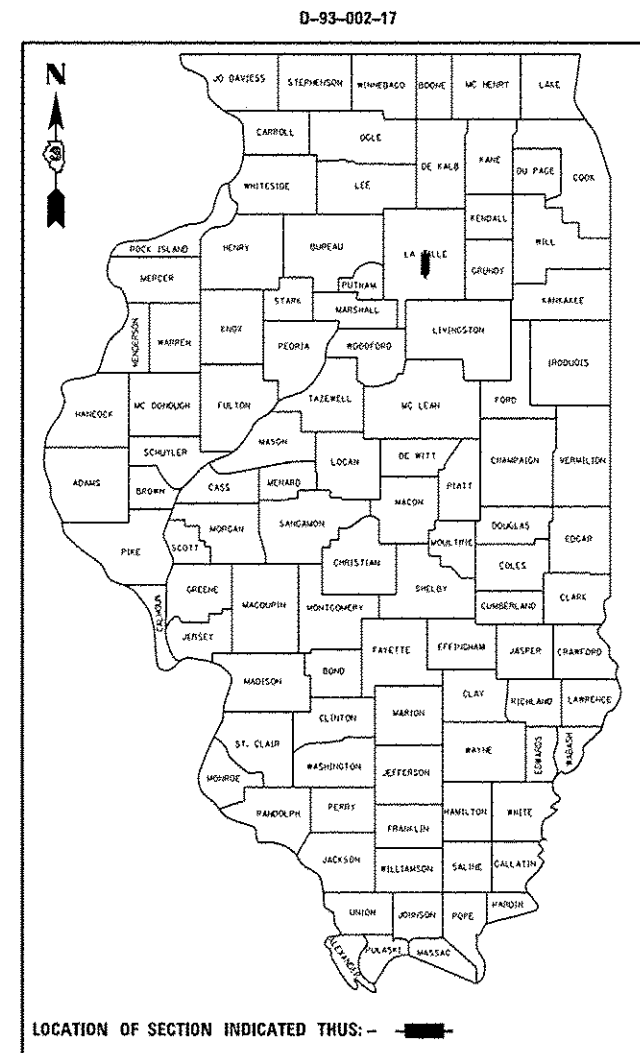 D-93-002-17
N
JO DAVIESS STEPHENSON WINNEBAGO BOONE MC HENRY LAKE
CARROLL OGLE DE KALB KANE DU PAGE COOK
WHITESIDE LEE
KENDALL WILL
ROCK ISLAND HENRY BUREAU LA SALLE GRUNDY
MERCER PUTNAM KANKAKEE
STARK MARSHALL
HENDERSON WARREN KNOX PEORIA WOODFORD LIVINGSTON IROQUOIS
HANCOCK MC DONOUGH FULTON TAZEWELL MC LEAN FORD
SCHUYLER MASON LOGAN DE WITT CHAMPAIGN VERMILION
ADAMS BROWN CASS MENARD MACON PIATT
MORGAN SANGAMON DOUGLAS EDGAR
PIKE SCOTT CHRISTIAN MOULTRIE COLES
GREENE MACOUPIN MONTGOMERY SHELBY CUMBERLAND CLARK
CALHOUN JERSEY
FAYETTE EFFINGHAM JASPER CRAWFORD
MADISON BOND
CLAY RICHLAND LAWRENCE
CLINTON MARION
ST. CLAIR WAYNE EDWARDS WABASH
MONROE WASHINGTON JEFFERSON
RANDOLPH PERRY HAMILTON WHITE
FRANKLIN
JACKSON WILLIAMSON SALINE GALLATIN
UNION JOHNSON POPE HARDIN
ALEXANDER PULASKI MASSAC
LOCATION OF SECTION INDICATED THUS: -